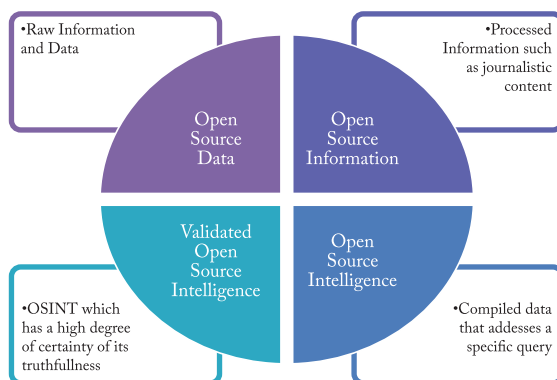 •Raw Information
and Data
•Processed
Information such
as journalistic
content
Open
Source
Data
Open
Source
Information
Validated
Open
Source
Intelligence
Open
Source
Intelligence
•OSINT which
has a high degree
of certainty of its
truthfullness
•Compiled data
that addesses a
specific query